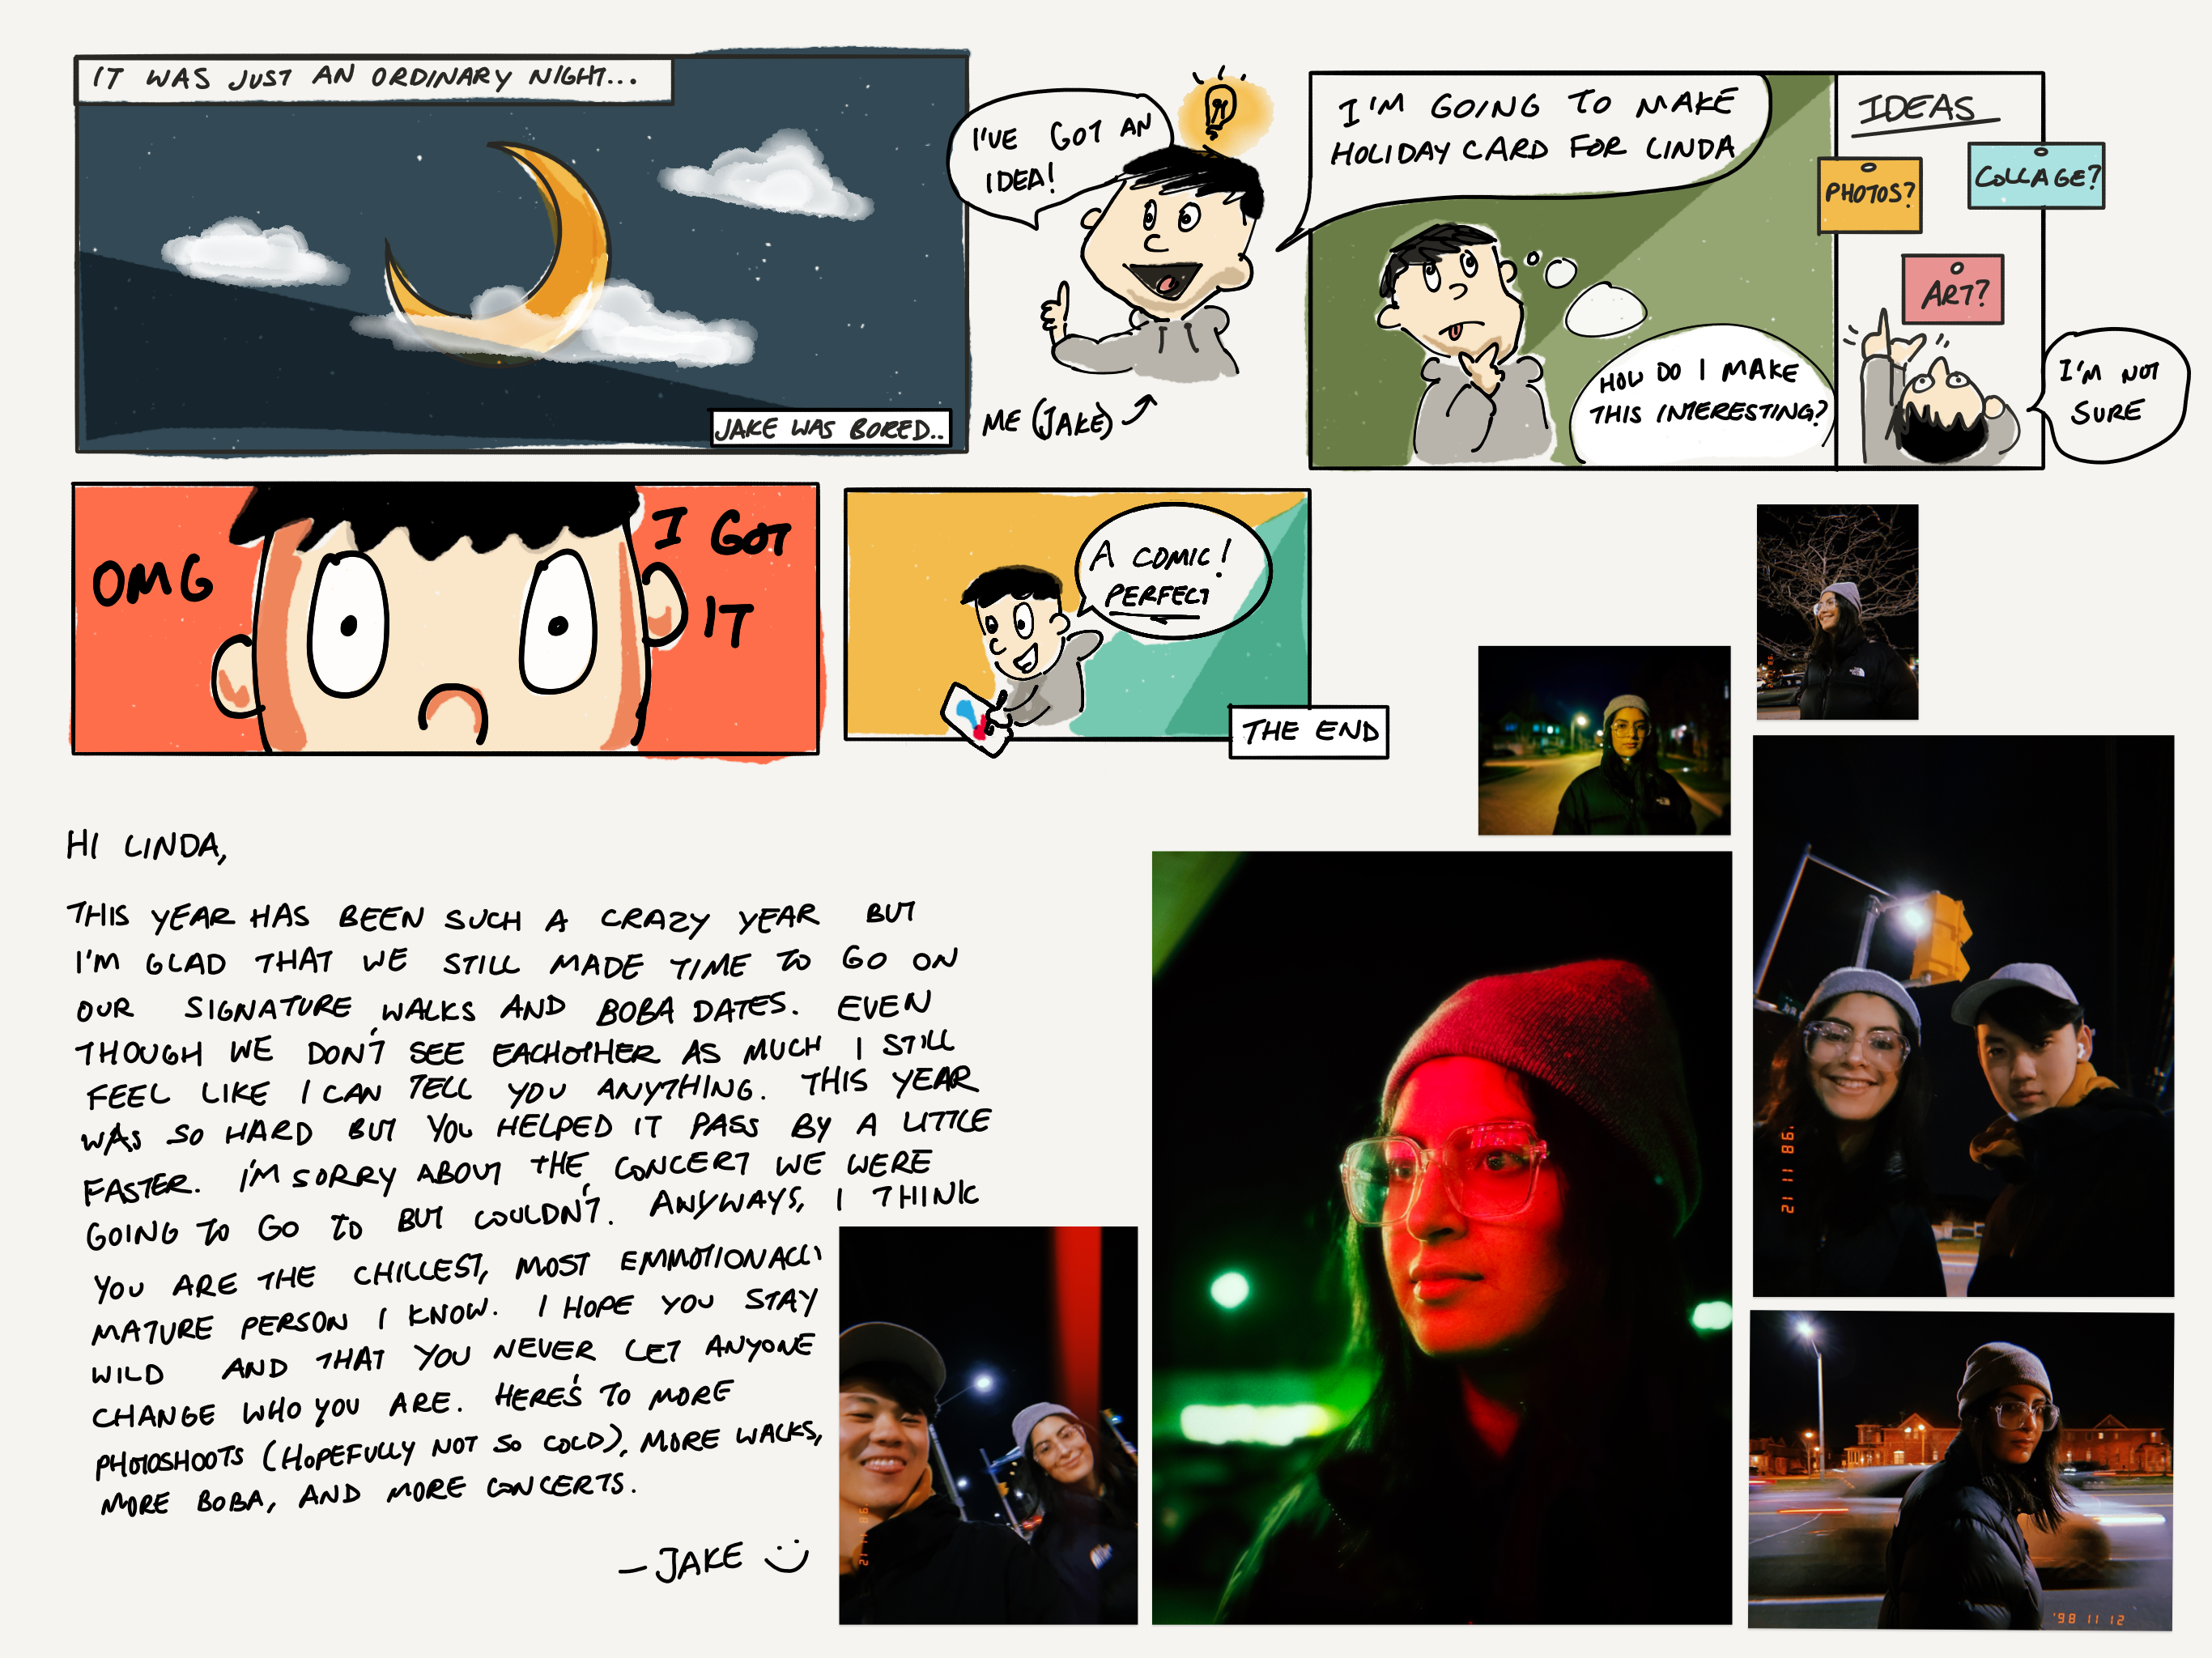 IT WAS JUST AN ORDINARY NIGHT...
JAKE WAS BORED..
I'VE GOT AN
IDEA!
ME (JAKE)
I'M GOING TO MAKE
HOLIDAY CARD FOR LINDA
HOW DO I MAKE
THIS INTERESTING?
IDEAS
PHOTOS?
COLLAGE?
ART?
I'M NOT
SURE
OMG
I GOT
IT
A COMIC!
PERFECT
THE END
HI LINDA,
THIS YEAR HAS BEEN SUCH A CRAZY YEAR BUT
I'M GLAD THAT WE STILL MADE TIME TO GO ON
OUR SIGNATURE WALKS AND BOBA DATES. EVEN
THOUGH WE DON'T SEE EACHOTHER AS MUCH I STILL
FEEL LIKE I CAN TELL YOU ANYTHING. THIS YEAR
WAS SO HARD BUT YOU HELPED IT PASS BY A LITTLE
FASTER. I'M SORRY ABOUT THE CONCERT WE WERE
GOING TO GO TO BUT COULDN'T. ANYWAYS, I THINK
YOU ARE THE CHILLEST, MOST EMMOTIONALLY
MATURE PERSON I KNOW. I HOPE YOU STAY
WILD AND THAT YOU NEVER LET ANYONE
CHANGE WHO YOU ARE. HERE'S TO MORE
PHOTOSHOOTS (HOPEFULLY NOT SO COLD), MORE WALKS,
MORE BOBA, AND MORE CONCERTS.
— JAKE
'98 11 12
'98 11 12
'98 11 12